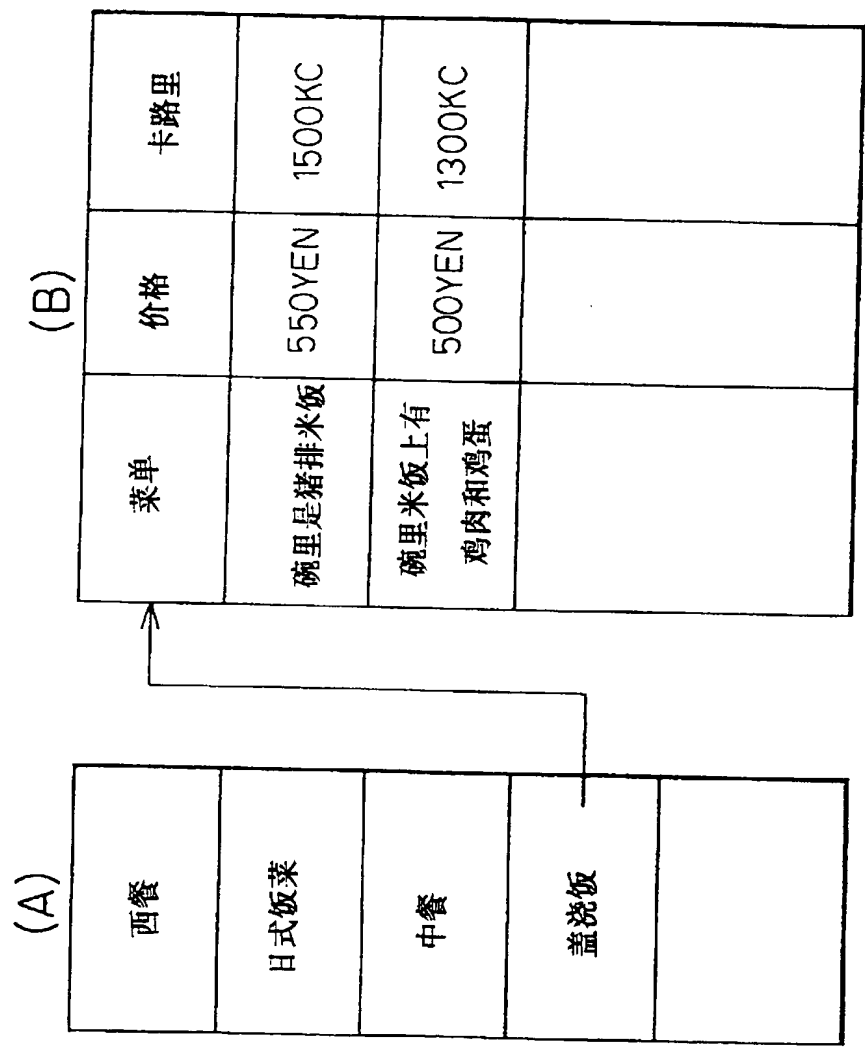 (A)
西餐
日式饭菜
中餐
盖浇饭
(B)
菜单 价格 卡路里
碗里是猪排米饭 550YEN 1500KC
碗里米饭上有 500YEN 1300KC
鸡肉和鸡蛋